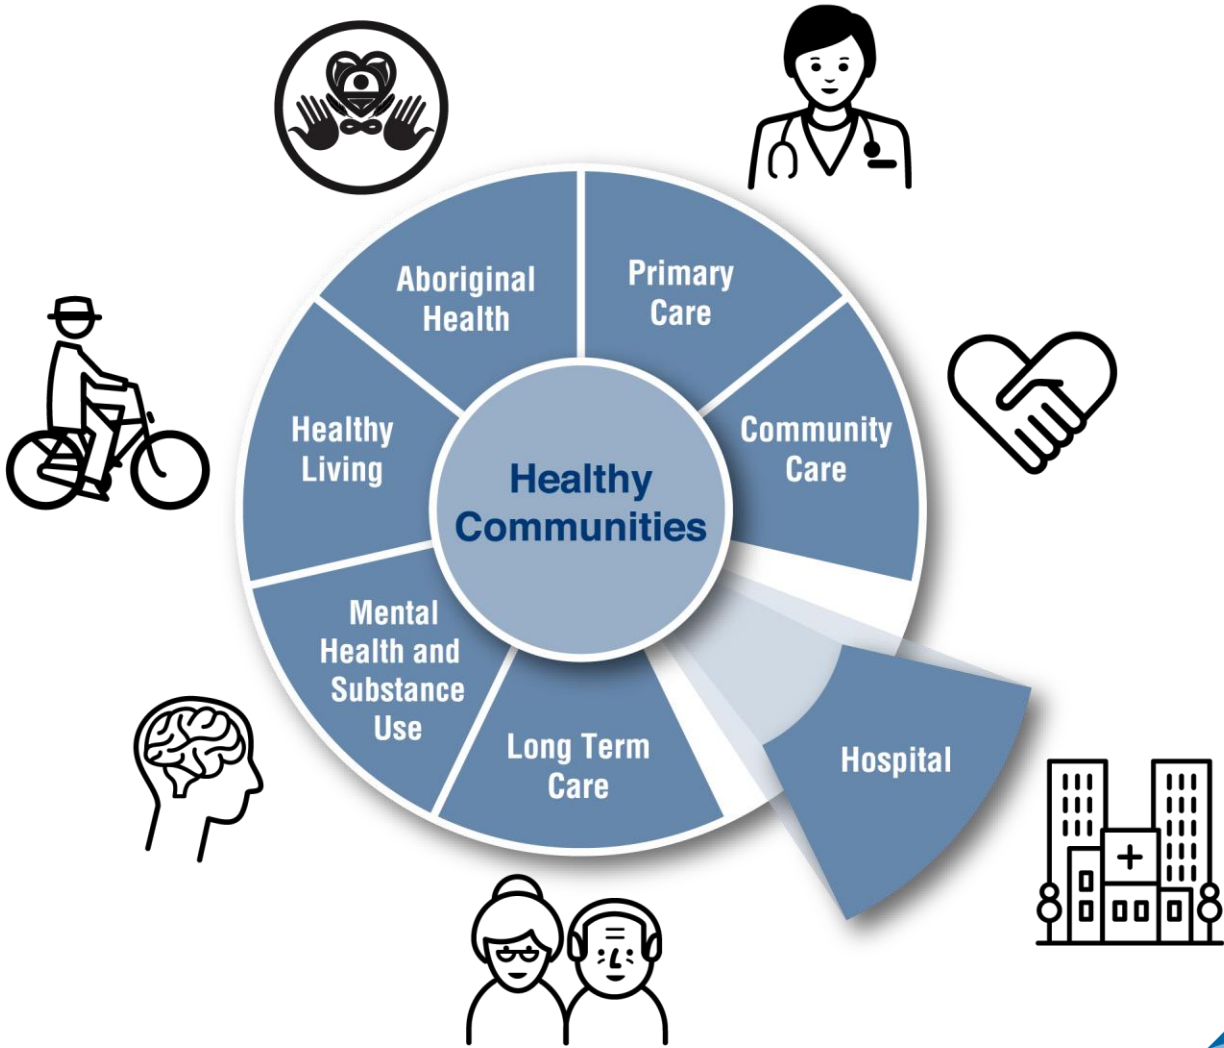 Aboriginal
Health
Primary
Care
Community
Care
Hospital
Long Term
Care
Mental
Health and
Substance
Use
Healthy
Living
Healthy
Communities